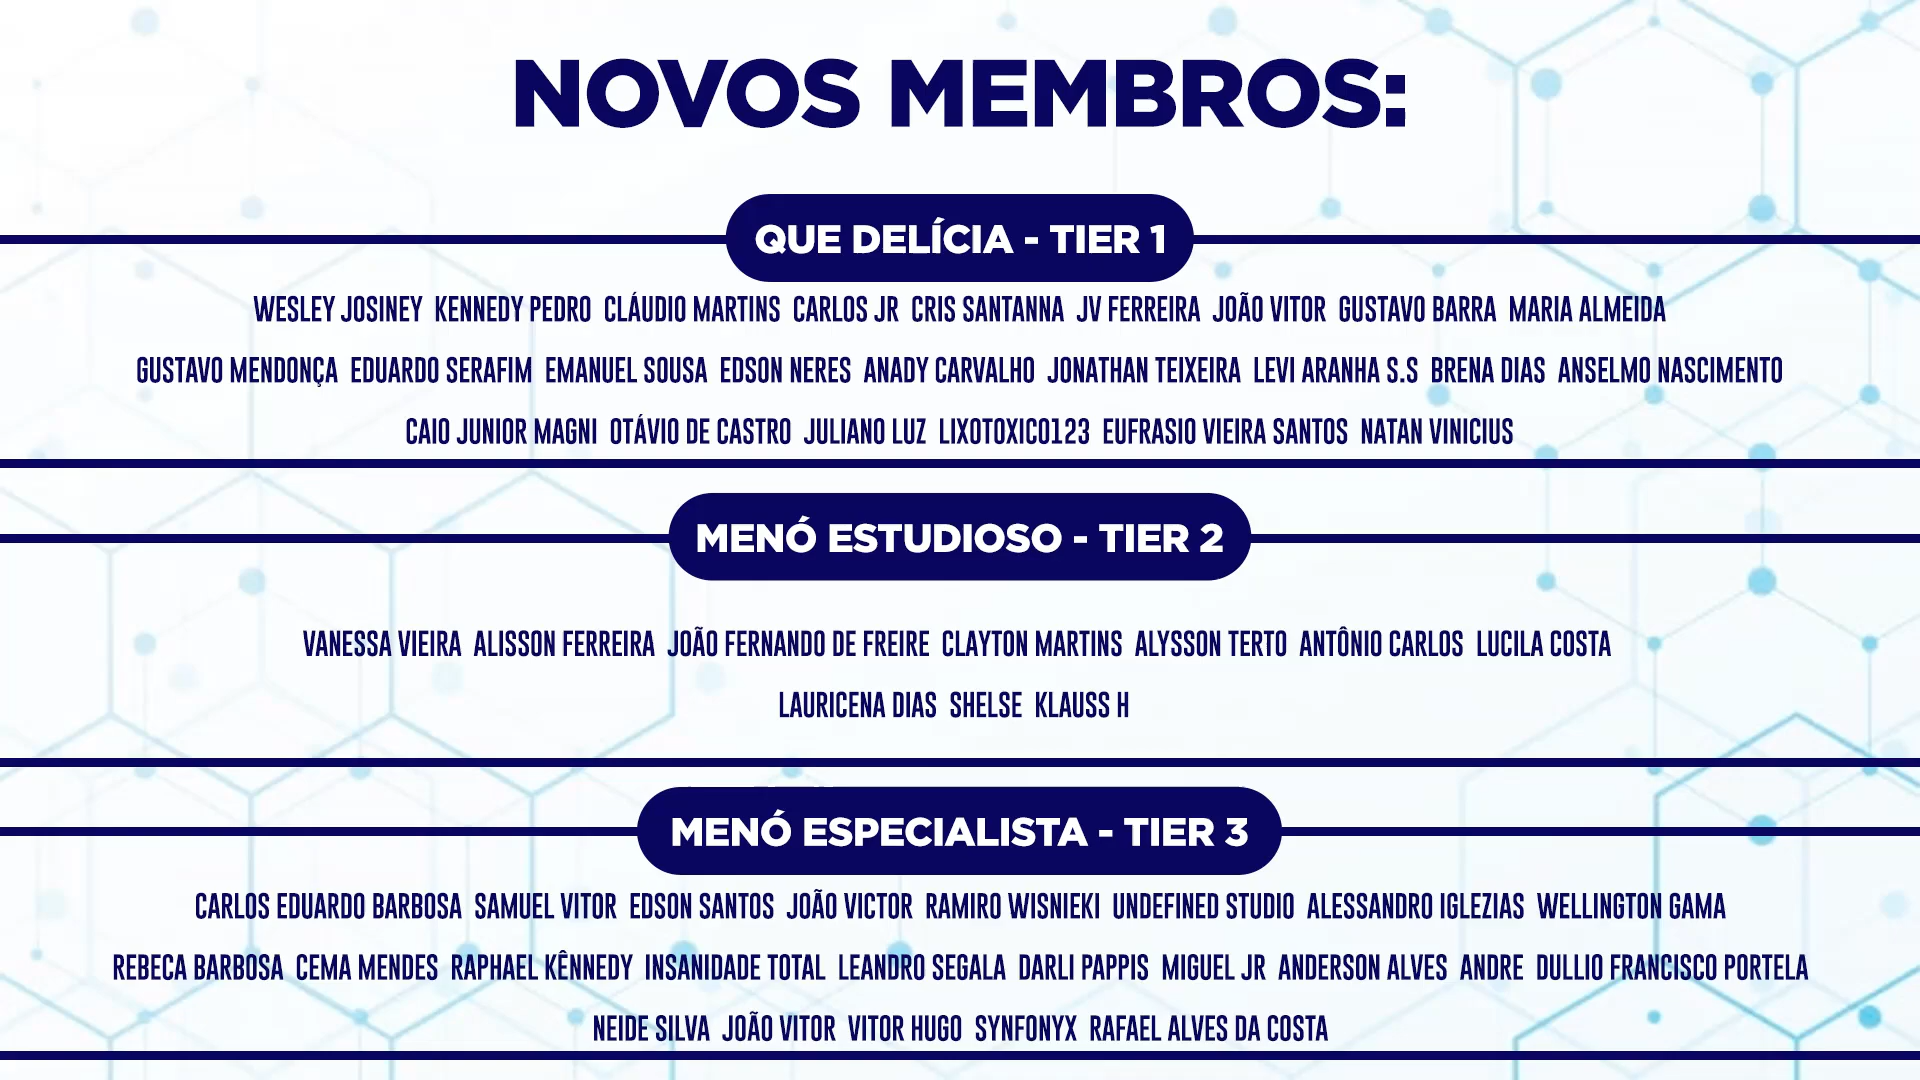 NOVOS MEMBROS:
QUE DELÍCIA - TIER 1
WESLEY JOSINEY KENNEDY PEDRO CLÁUDIO MARTINS CARLOS JR CRIS SANTANNA JV FERREIRA JOÃO VITOR GUSTAVO BARRA MARIA ALMEIDA
GUSTAVO MENDONÇA EDUARDO SERAFIM EMANUEL SOUSA EDSON NERES ANADY CARVALHO JONATHAN TEIXEIRA LEVI ARANHA S.S BRENA DIAS ANSELMO NASCIMENTO
CAIO JUNIOR MAGNI OTÁVIO DE CASTRO JULIANO LUZ LIXOTOXICO123 EUFRASIO VIEIRA SANTOS NATAN VINICIUS
MENÓ ESTUDIOSO - TIER 2
VANESSA VIEIRA ALISSON FERREIRA JOÃO FERNANDO DE FREIRE CLAYTON MARTINS ALYSSON TERTO ANTÔNIO CARLOS LUCILA COSTA
LAURICENA DIAS SHELSE KLAUSS H
MENÓ ESPECIALISTA - TIER 3
CARLOS EDUARDO BARBOSA SAMUEL VITOR EDSON SANTOS JOÃO VICTOR RAMIRO WISNIEKI UNDEFINED STUDIO ALESSANDRO IGLEZIAS WELLINGTON GAMA
REBECA BARBOSA CEMA MENDES RAPHAEL KÊNNEDY INSANIDADE TOTAL LEANDRO SEGALA DARLI PAPPIS MIGUEL JR ANDERSON ALVES ANDRE DULLIO FRANCISCO PORTELA
NEIDE SILVA JOÃO VITOR VITOR HUGO SYNFONYX RAFAEL ALVES DA COSTA